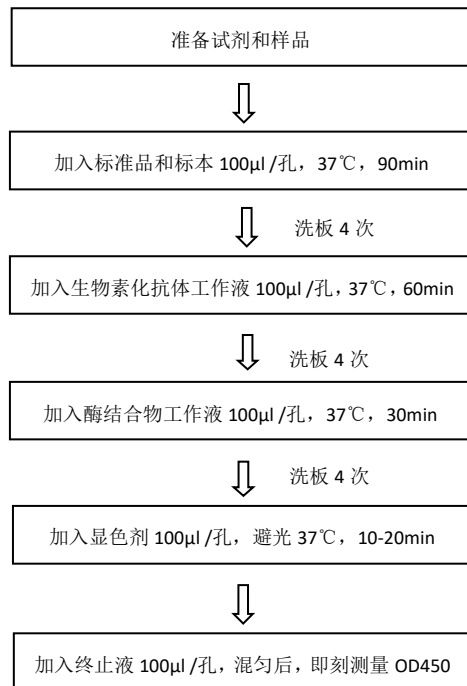 准备试剂和样品
加入标准品和标本 100μl /孔，37℃，90min
洗板 4 次
加入生物素化抗体工作液 100μl /孔，37℃，60min
洗板 4 次
加入酶结合物工作液 100μl /孔，37℃，30min
洗板 4 次
加入显色剂 100μl /孔，避光 37℃，10-20min
加入终止液 100μl /孔，混匀后，即刻测量 OD450